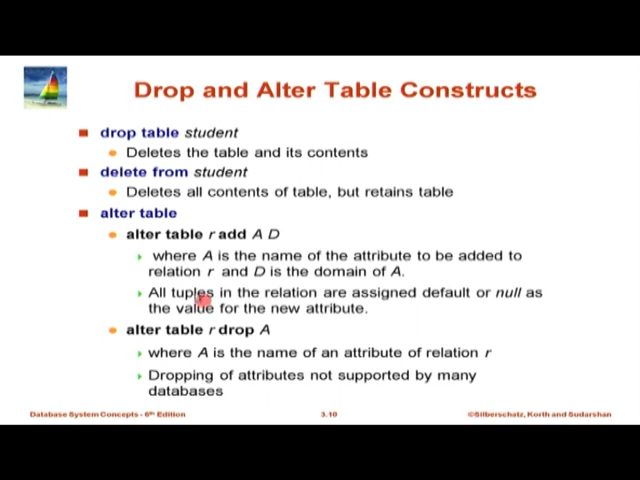 Drop and Alter Table Constructs
drop table student
Deletes the table and its contents
delete from student
Deletes all contents of table, but retains table
alter table
alter table r add A D
where A is the name of the attribute to be added to
relation r and D is the domain of A.
All tuples in the relation are assigned default or null as
the value for the new attribute.
alter table r drop A
where A is the name of an attribute of relation r
Dropping of attributes not supported by many
databases
Database System Concepts - 6th Edition
3.10
©Silberschatz, Korth and Sudarshan